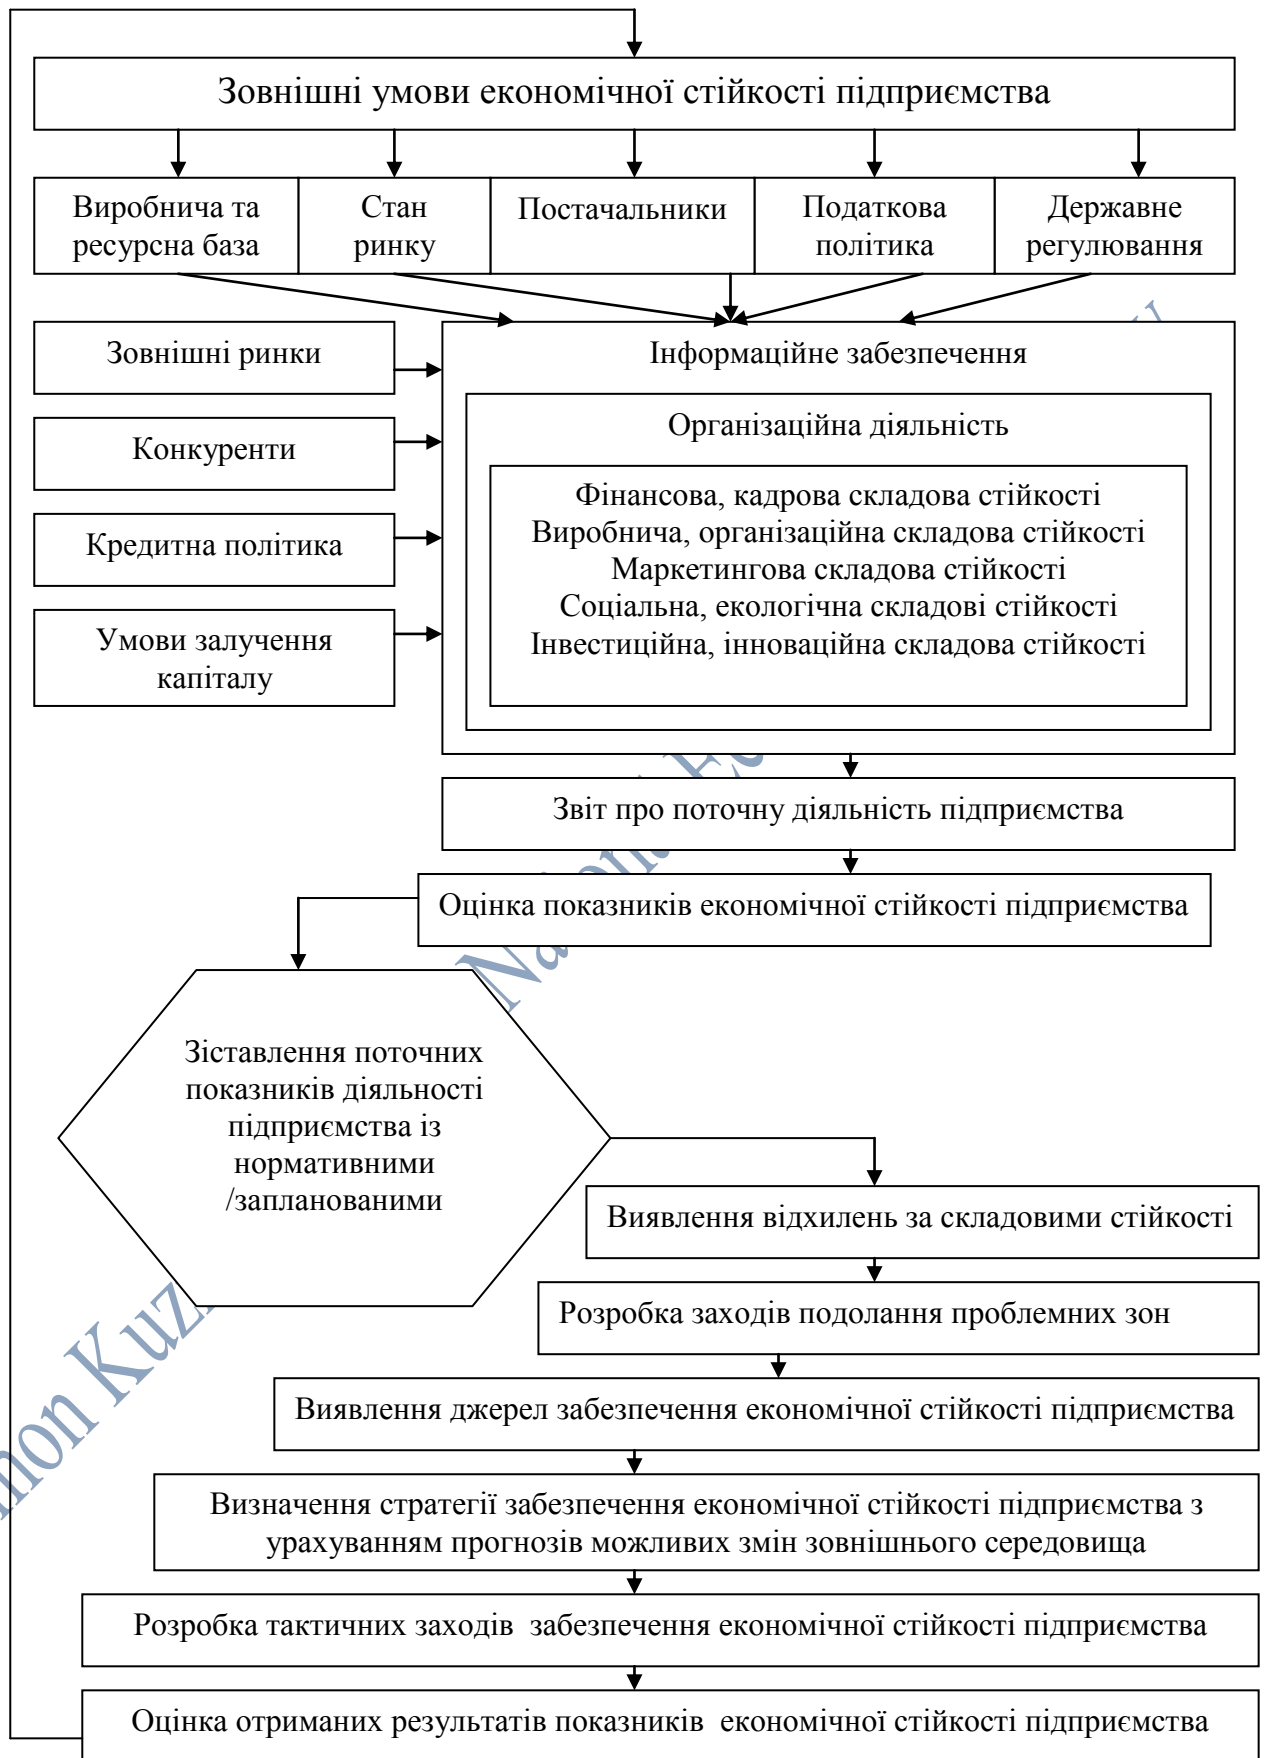 Зовнішні умови економічної стійкості підприємства
Виробнича та
ресурсна база
Стан
ринку
Постачальники
Податкова
політика
Державне
регулювання
Зовнішні ринки
Конкуренти
Кредитна політика
Умови залучення
капіталу
Інформаційне забезпечення
Організаційна діяльність
Фінансова, кадрова складова стійкості
Виробнича, організаційна складова стійкості
Маркетингова складова стійкості
Соціальна, екологічна складові стійкості
Інвестиційна, інноваційна складова стійкості
Звіт про поточну діяльність підприємства
Оцінка показників економічної стійкості підприємства
Зіставлення поточних
показників діяльності
підприємства із
нормативними
/запланованими
Виявлення відхилень за складовими стійкості
Розробка заходів подолання проблемних зон
Виявлення джерел забезпечення економічної стійкості підприємства
Визначення стратегії забезпечення економічної стійкості підприємства з
урахуванням прогнозів можливих змін зовнішнього середовища
Розробка тактичних заходів забезпечення економічної стійкості підприємства
Оцінка отриманих результатів показників економічної стійкості підприємства